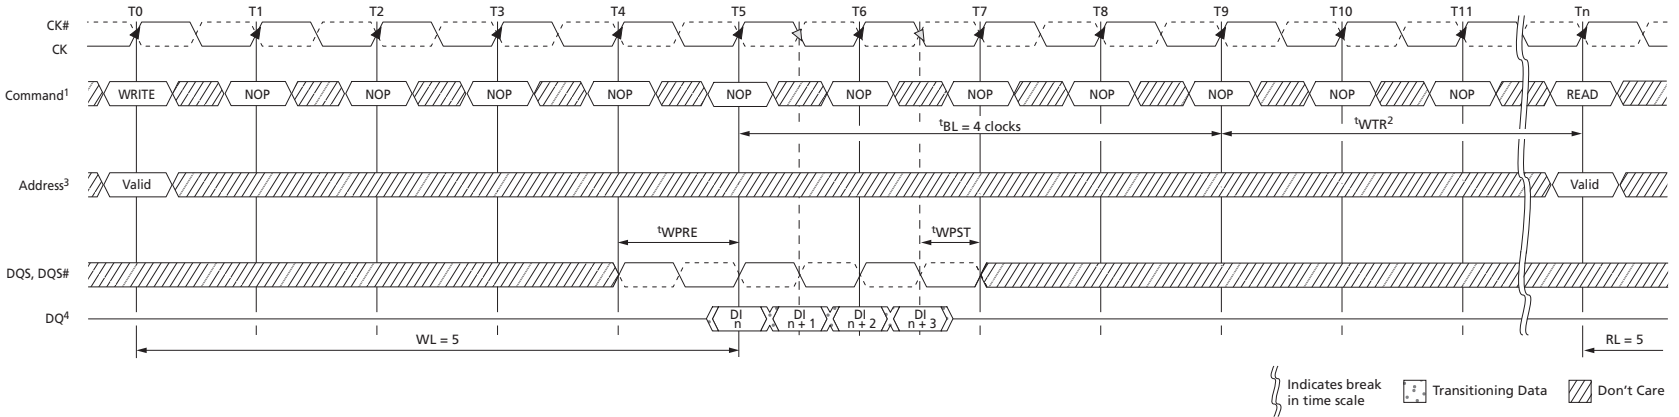 T0 T1 T2 T3 T4 T5 T6 T7 T8 T9 T10 T11 Tn
CK#
CK
Command1 WRITE NOP NOP NOP NOP NOP NOP NOP NOP NOP NOP NOP READ
tBL = 4 clocks tWTR2
Address3 Valid Valid
tWPRE tWPST
DQS, DQS#
DQ4 DI n DI n + 1 DI n + 2 DI n + 3
WL = 5 RL = 5
Indicates break in time scale Transitioning Data Don't Care